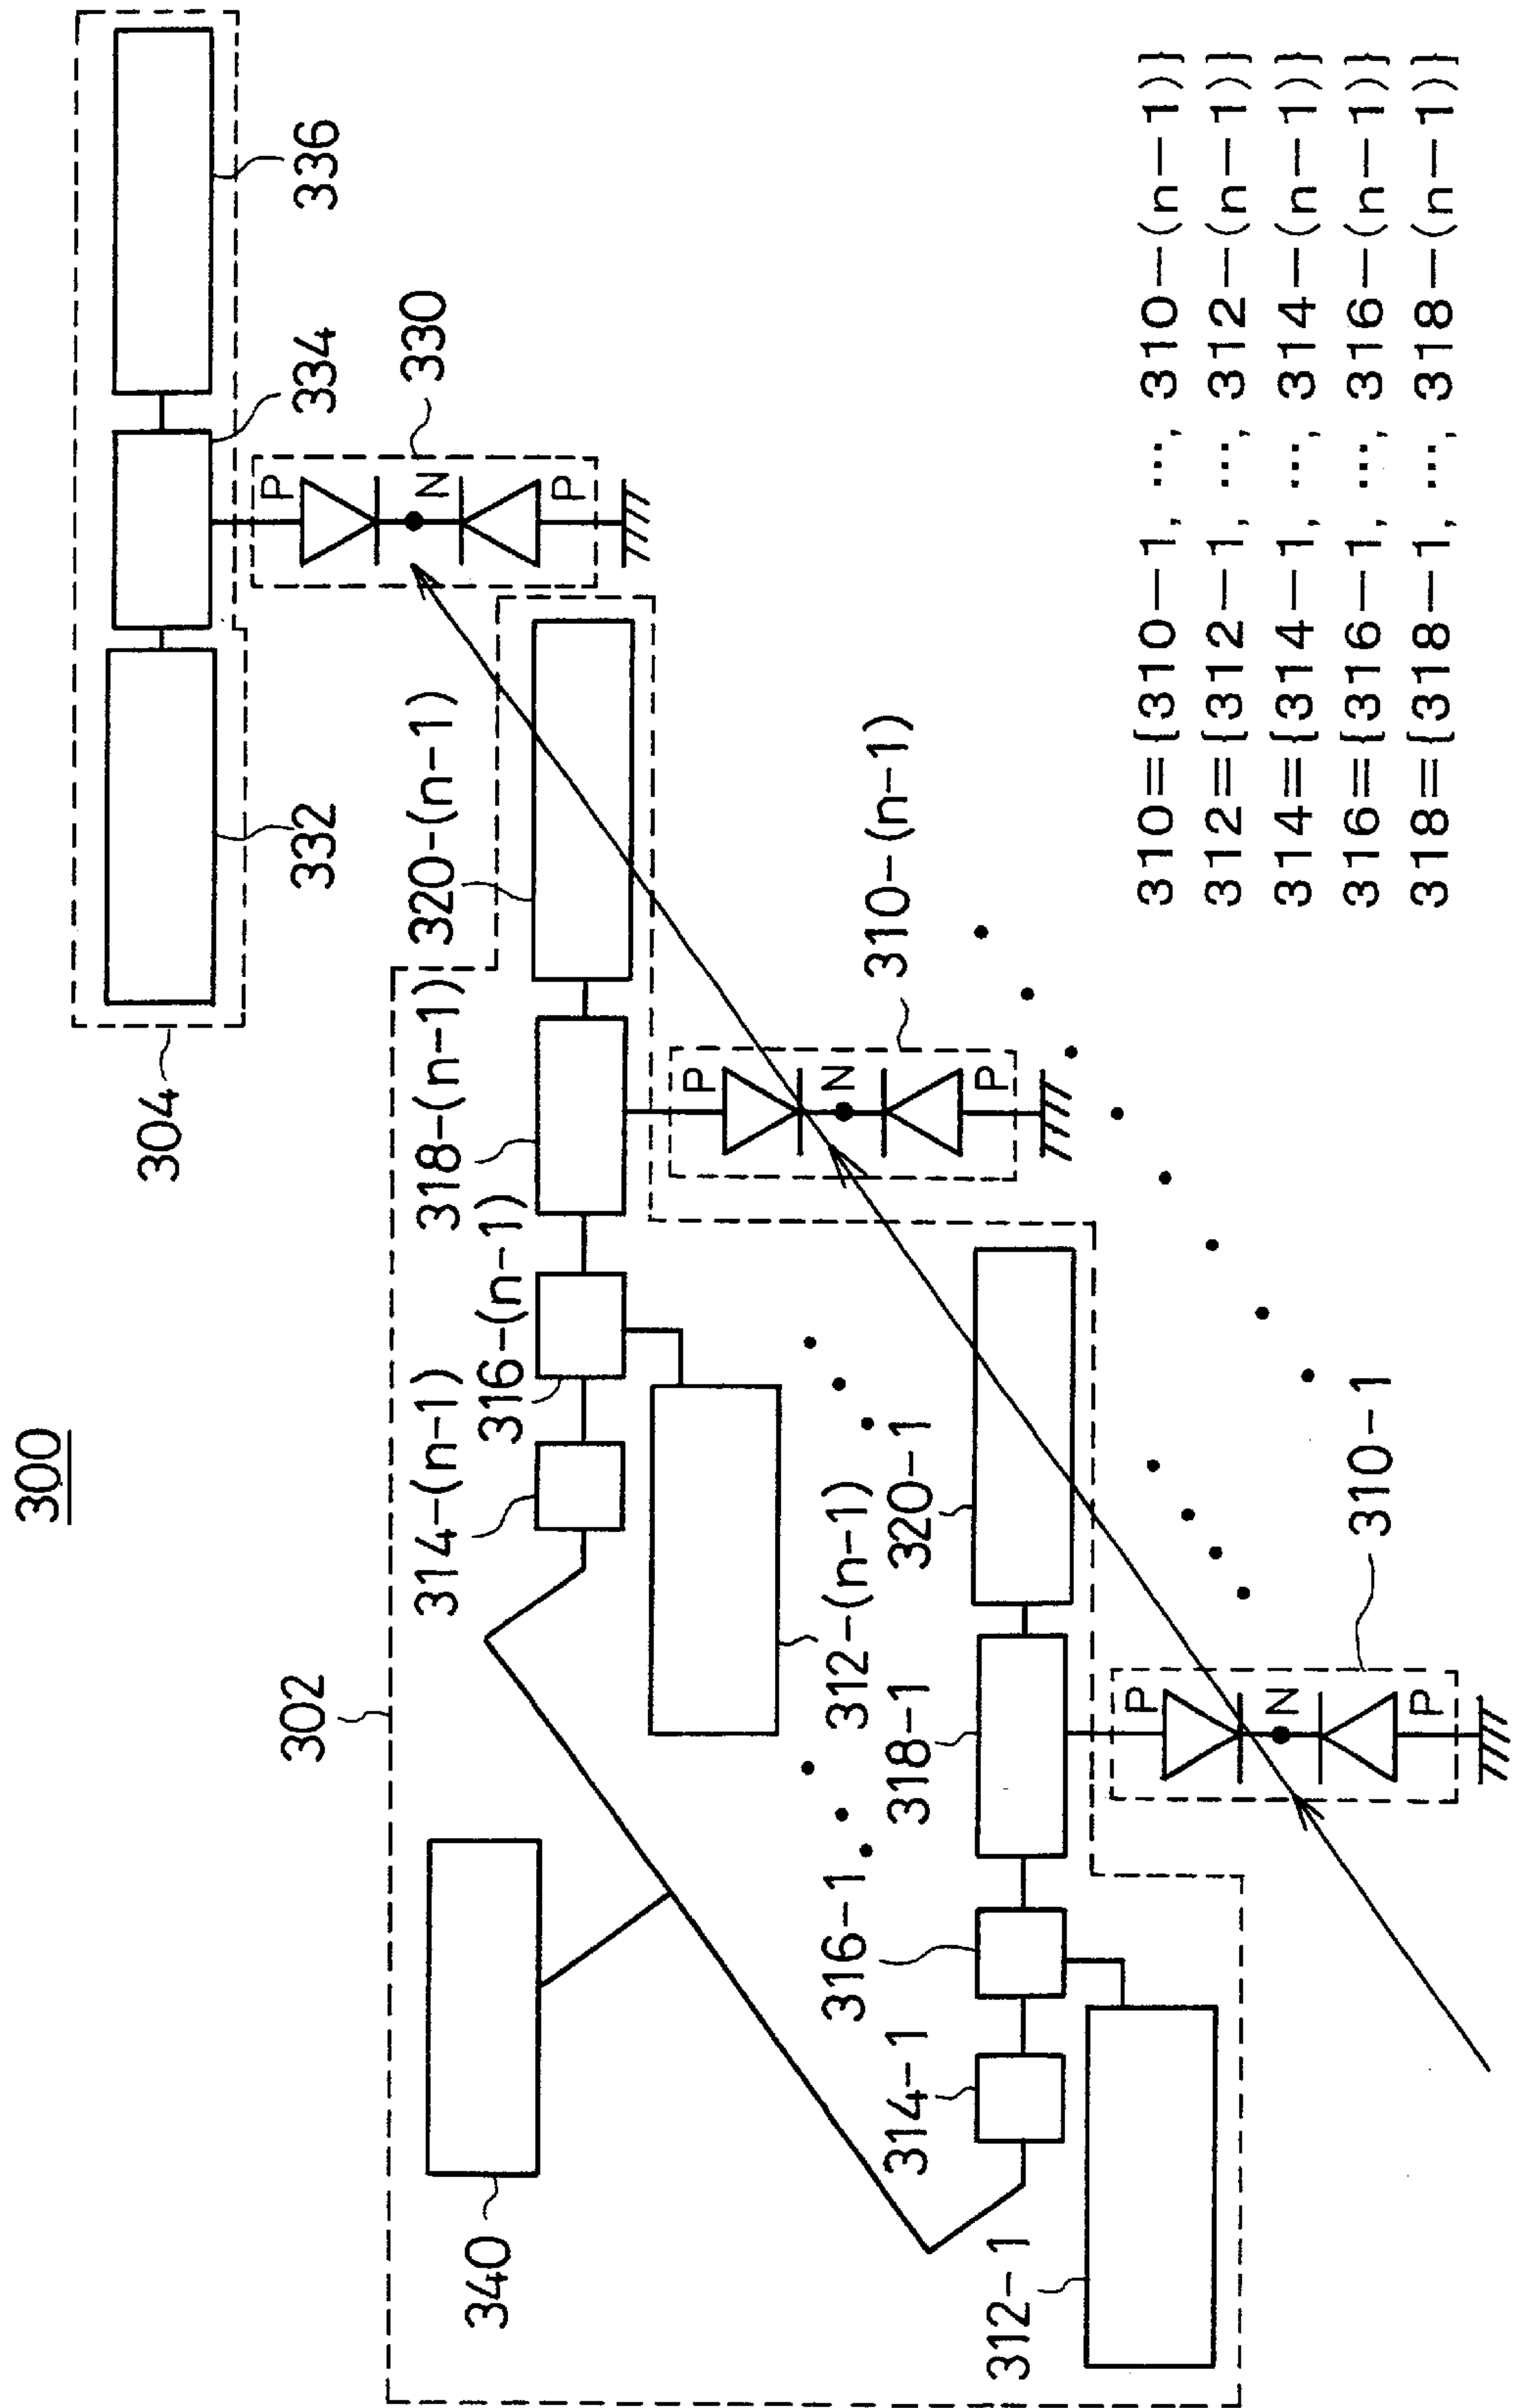 300
302
304
340
332
334
336
330
P
N
P
314-(n-1)
316-(n-1)
318-(n-1)
320-(n-1)
312-(n-1)
310-(n-1)
P
N
P
312-1
314-1
316-1
318-1
320-1
310-1
P
N
P
310={310-1, ···, 310-(n-1)}
312={312-1, ···, 312-(n-1)}
314={314-1, ···, 314-(n-1)}
316={316-1, ···, 316-(n-1)}
318={318-1, ···, 318-(n-1)}